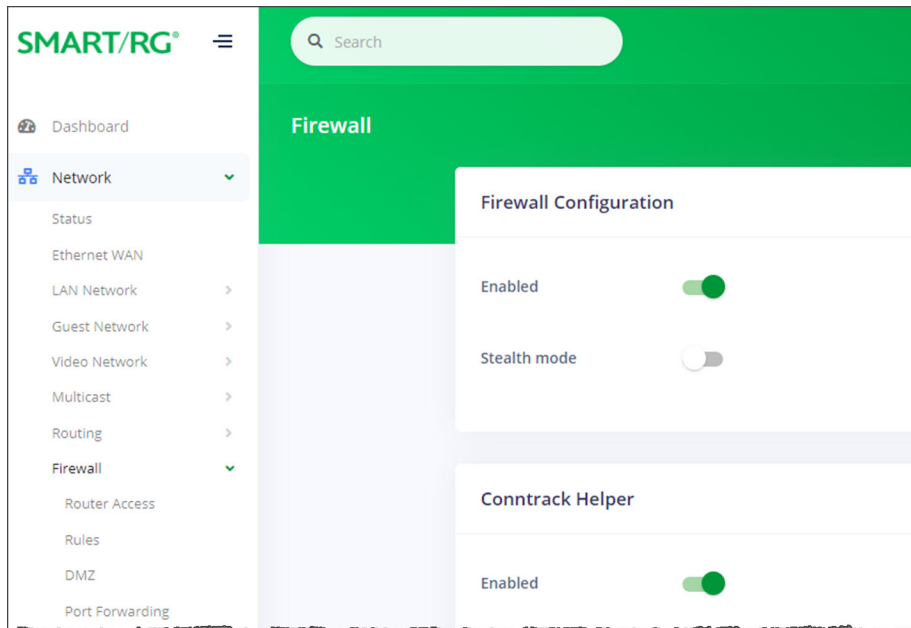 SMART/RG®
Search
Dashboard
Firewall
Network
Status
Ethernet WAN
LAN Network
Guest Network
Video Network
Multicast
Routing
Firewall
Router Access
Rules
DMZ
Port Forwarding
Firewall Configuration
Enabled
Stealth mode
Conntrack Helper
Enabled